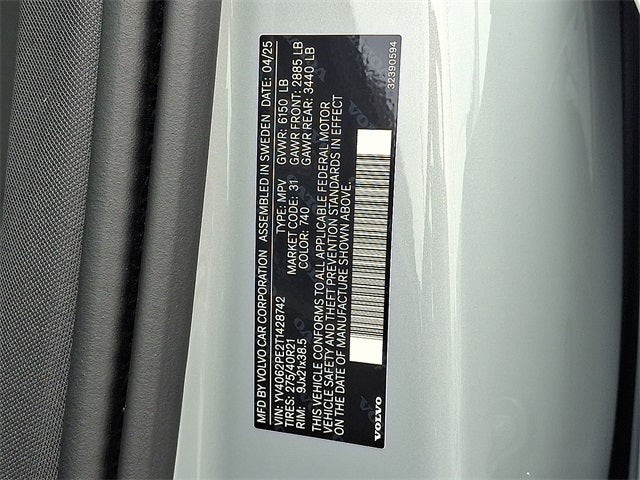 MFD BY VOLVO CAR CORPORATION ASSEMBLED IN SWEDEN DATE: 04/25
VIN: YV4062PE2T1428742 TYPE: MPV GVWR: 6150 LB
TIRES: 275/40R21 MARKET CODE: 31 GAWR FRONT: 2885 LB
RIM: 9Jx21x38.5 COLOR: 740 GAWR REAR: 3440 LB
THIS VEHICLE CONFORMS TO ALL APPLICABLE FEDERAL MOTOR
VEHICLE SAFETY AND THEFT PREVENTION STANDARDS IN EFFECT
ON THE DATE OF MANUFACTURE SHOWN ABOVE.
VOLVO
32390594